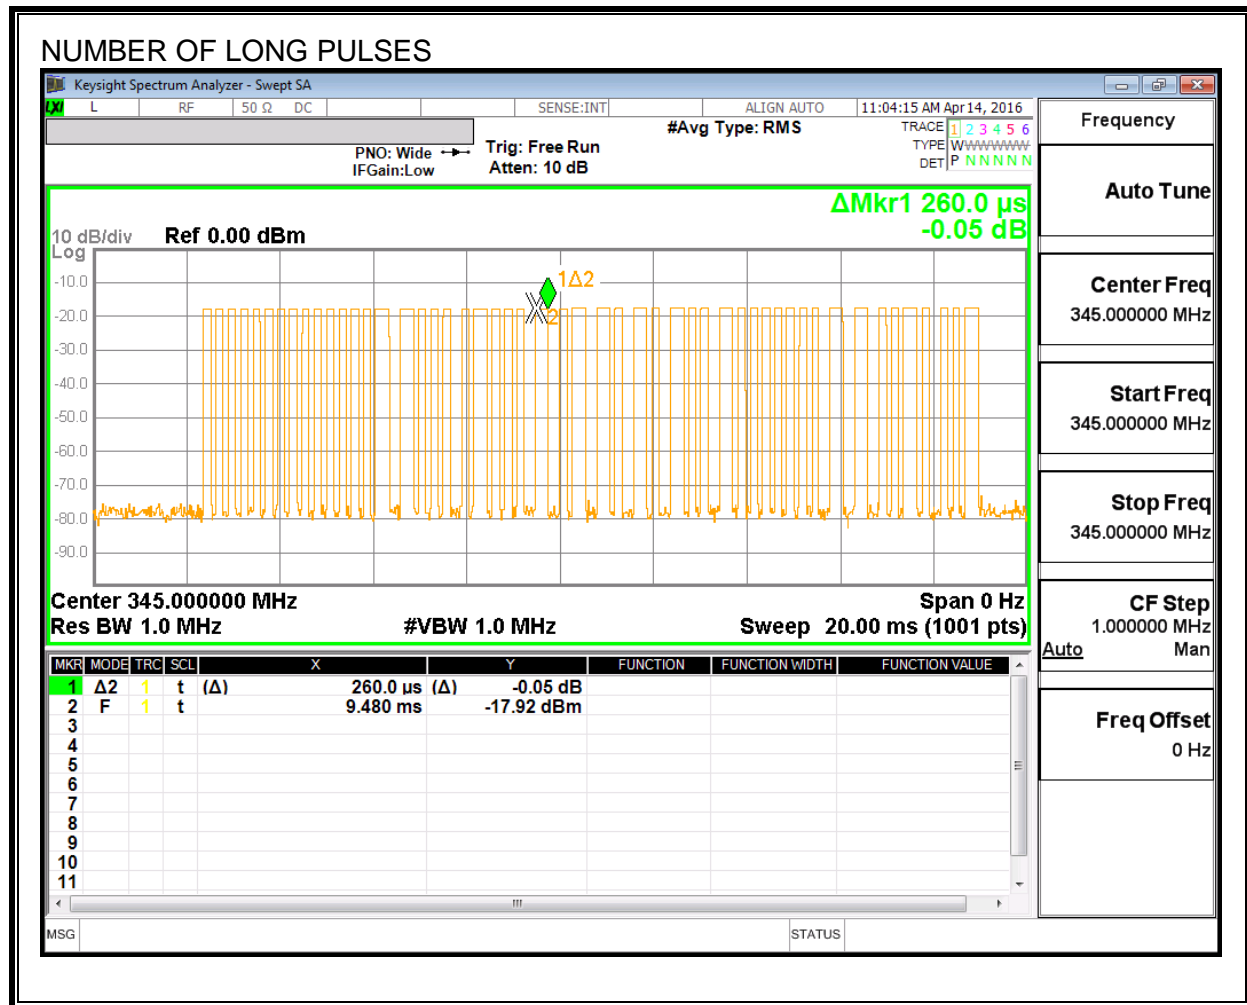 NUMBER OF LONG PULSES
Keysight Spectrum Analyzer - Swept SA
LXI L RF 50 Ω DC SENSE:INT ALIGN AUTO 11:04:15 AM Apr 14, 2016
Frequency
#Avg Type: RMS
TRACE 1 2 3 4 5 6
PNO: Wide
Trig: Free Run
TYPE WWWWWWW
IFGain:Low
Atten: 10 dB
DET P N N N N N
Auto Tune
ΔMkr1 260.0 µs
-0.05 dB
10 dB/div Ref 0.00 dBm
Log
1Δ2
2
-10.0
-20.0
-30.0
-40.0
-50.0
-60.0
-70.0
-80.0
-90.0
Center 345.000000 MHz Span 0 Hz
Res BW 1.0 MHz #VBW 1.0 MHz Sweep 20.00 ms (1001 pts)
Center Freq
345.000000 MHz
Start Freq
345.000000 MHz
Stop Freq
345.000000 MHz
CF Step
1.000000 MHz
Auto Man
Freq Offset
0 Hz
MKR MODE TRC SCL X Y FUNCTION FUNCTION WIDTH FUNCTION VALUE
1 Δ2 1 t (Δ) 260.0 µs (Δ) -0.05 dB
2 F 1 t 9.480 ms -17.92 dBm
3
4
5
6
7
8
9
10
11
MSG STATUS